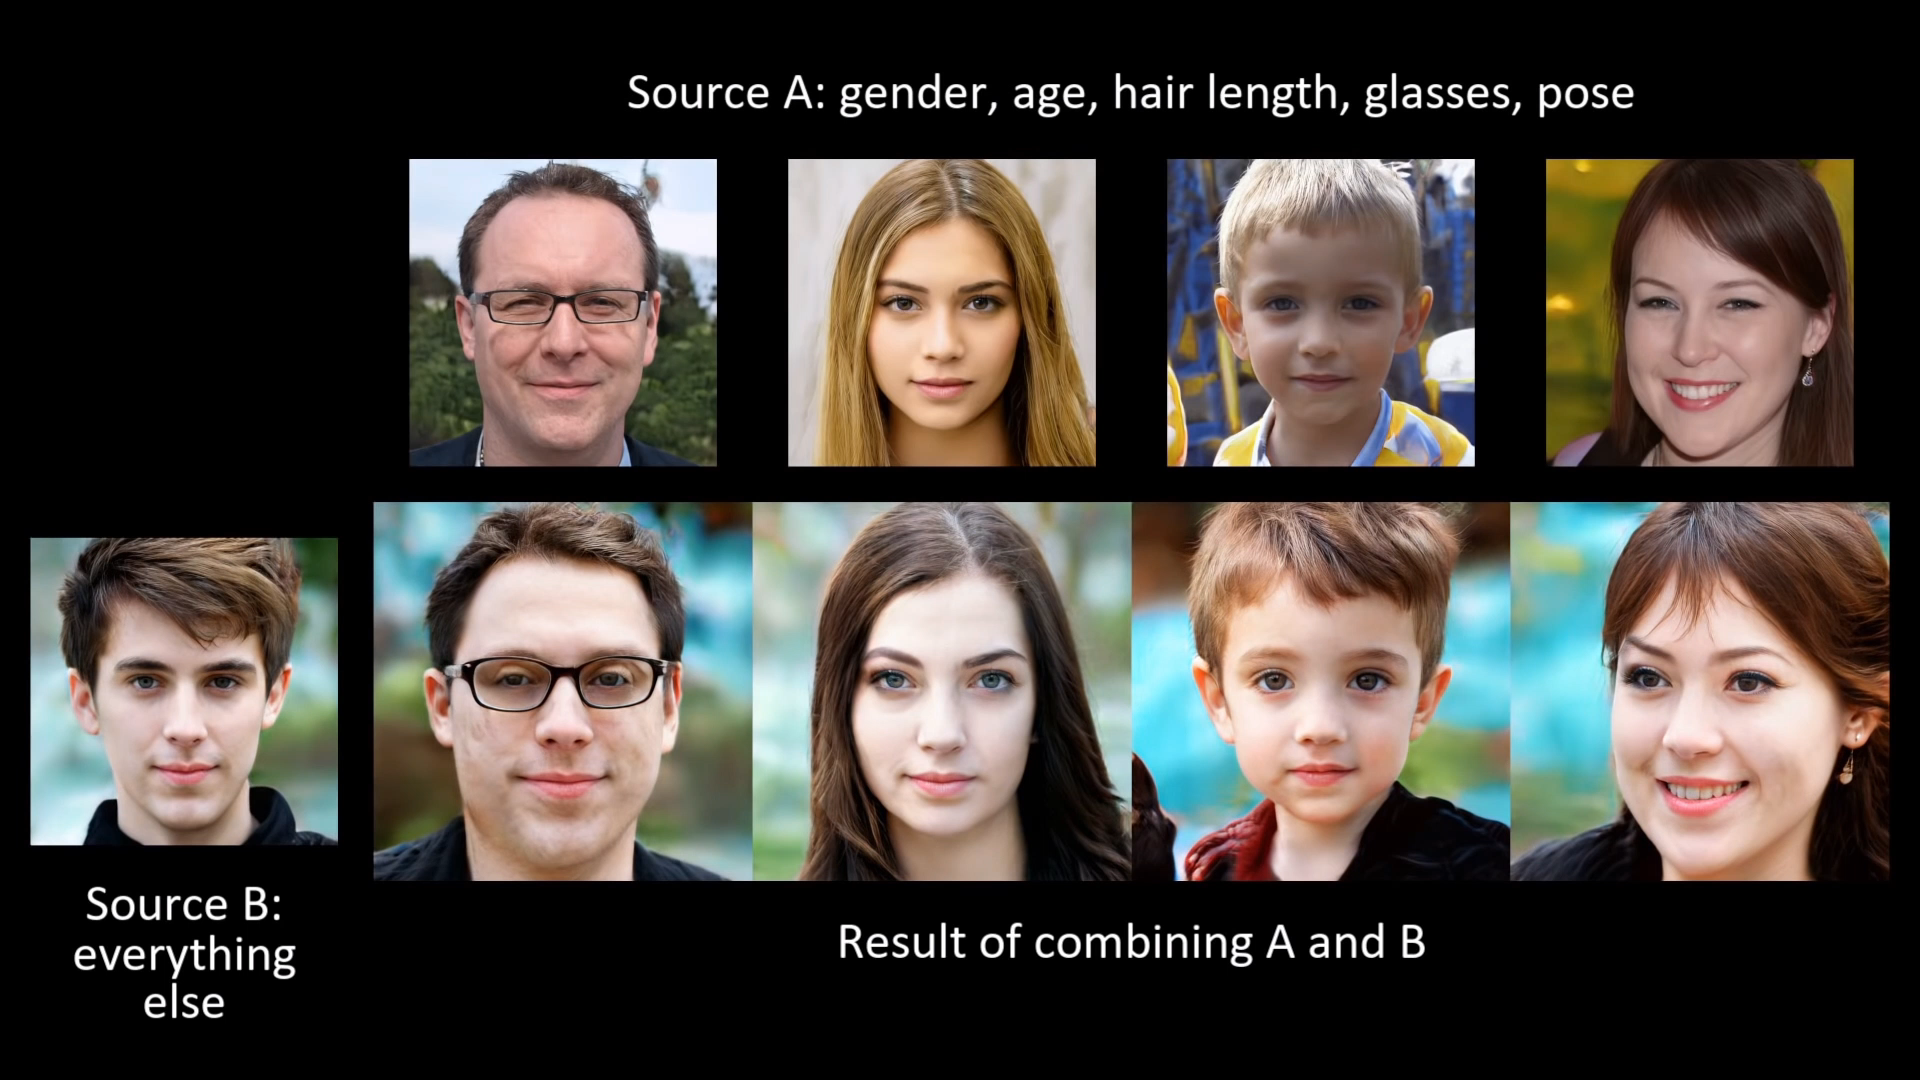 Source A: gender, age, hair length, glasses, pose
Source B:
everything
else
Result of combining A and B